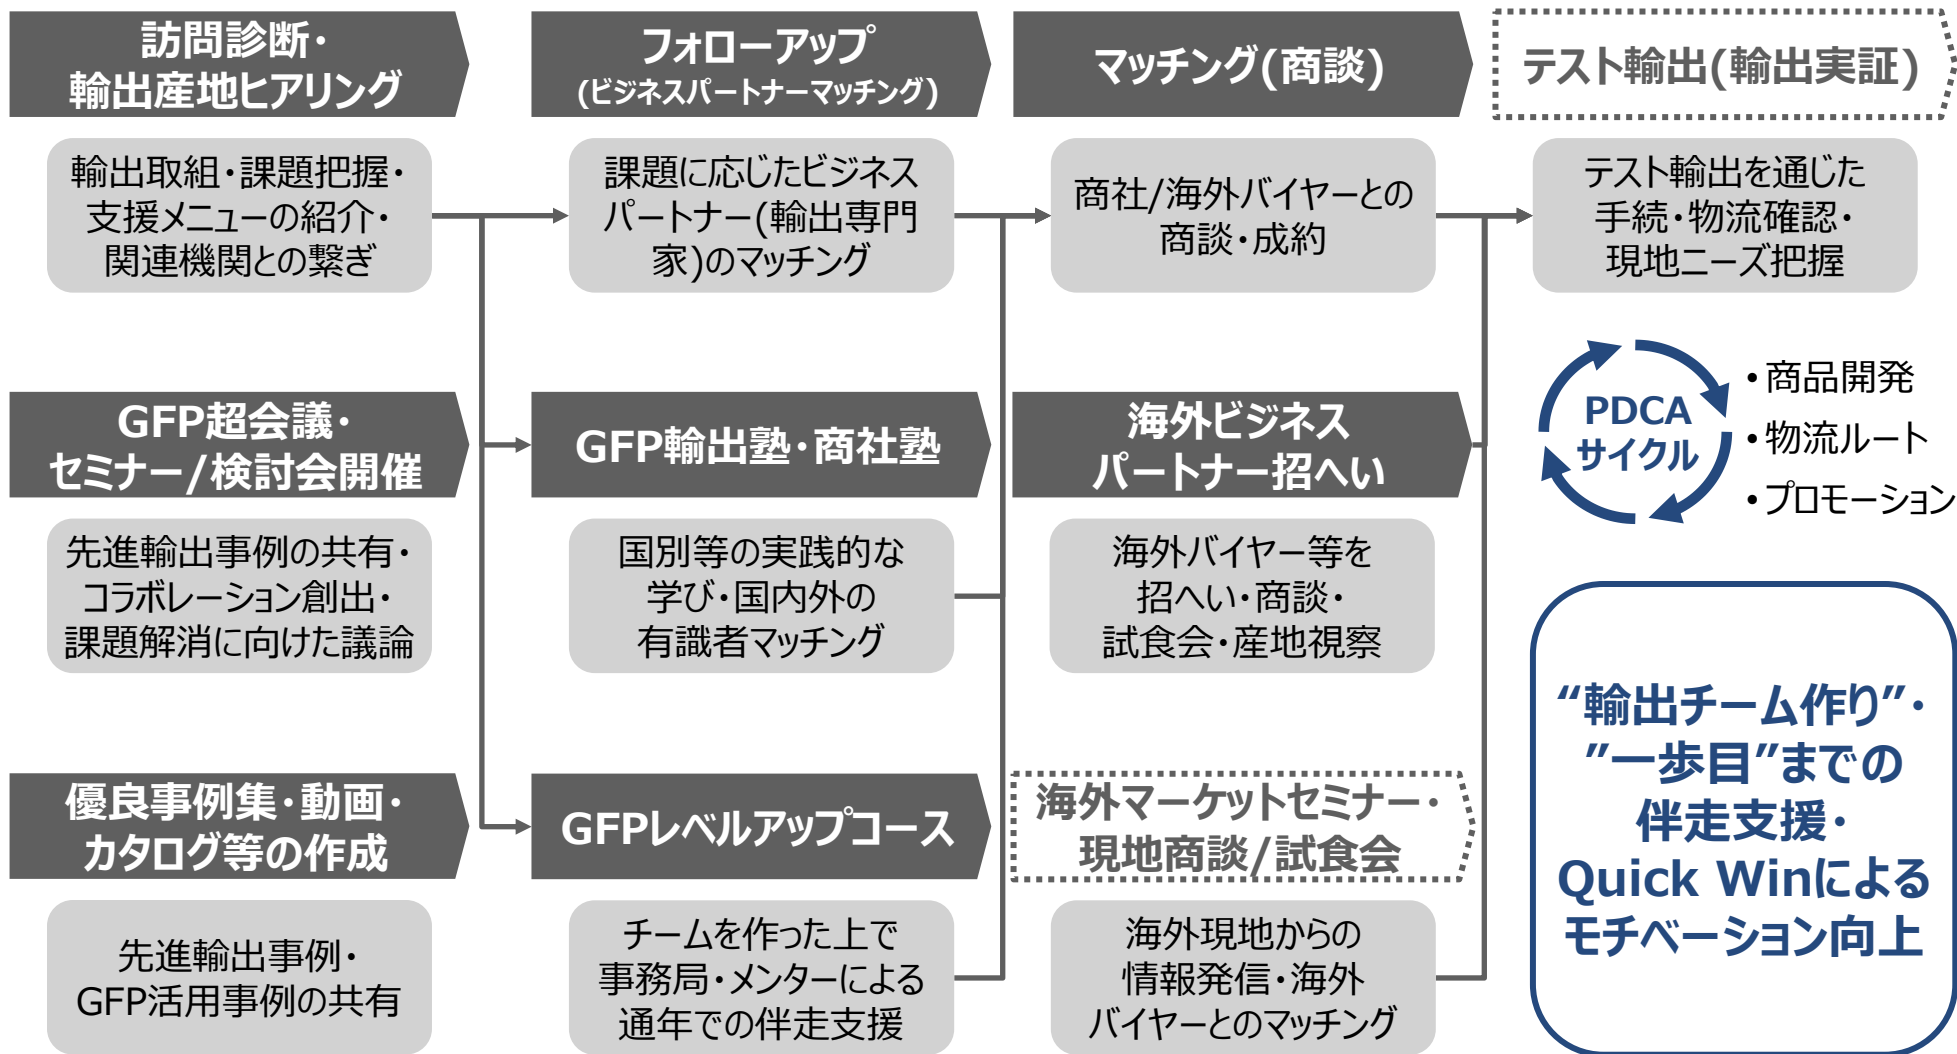 訪問診断・
輸出産地ヒアリング
輸出取組・課題把握・
支援メニューの紹介・
関連機関との繋ぎ
フォローアップ
(ビジネスパートナーマッチング)
課題に応じたビジネス
パートナー(輸出専門
家)のマッチング
マッチング(商談)
商社/海外バイヤーとの
商談・成約
テスト輸出(輸出実証)
テスト輸出を通じた
手続・物流確認・
現地ニーズ把握
GFP超会議・
セミナー/検討会開催
先進輸出事例の共有・
コラボレーション創出・
課題解消に向けた議論
GFP輸出塾・商社塾
国別等の実践的な
学び・国内外の
有識者マッチング
海外ビジネス
パートナー招へい
海外バイヤー等を
招へい・商談・
試食会・産地視察
PDCA
サイクル
・商品開発
・物流ルート
・プロモーション
優良事例集・動画・
カタログ等の作成
先進輸出事例・
GFP活用事例の共有
GFPレベルアップコース
チームを作った上で
事務局・メンターによる
通年での伴走支援
海外マーケットセミナー・
現地商談/試食会
海外現地からの
情報発信・海外
バイヤーとのマッチング
“輸出チーム作り”・
”一歩目”までの
伴走支援・
Quick Winによる
モチベーション向上